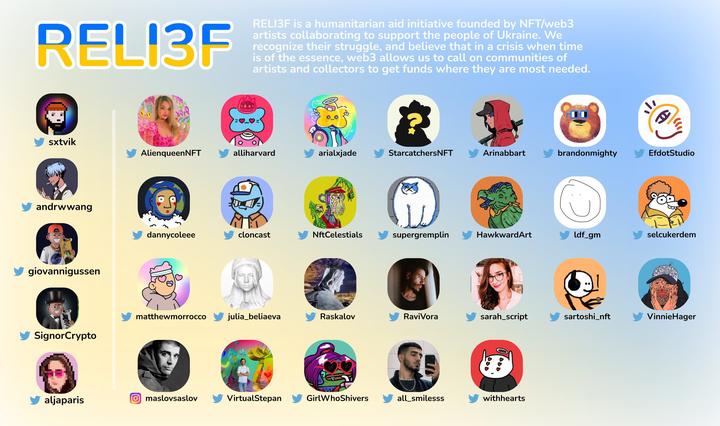 RELI3F
RELI3F is a humanitarian aid initiative founded by NFT/web3
artists collaborating to support the people of Ukraine. We
recognize their struggle, and believe that in a crisis when time
is of the essence, web3 allows us to call on communities of
artists and collectors to get funds where they are most needed.
sxtvik
andrwwang
giovannigussen
SignorCrypto
aljaparis
AlienqueenNFT
alliharvard
arialxjade
StarcatchersNFT
Arinabbart
brandonmighty
EfdotStudio
dannycoleee
cloncast
NftCelestials
supergremplin
HawkwardArt
ldf_gm
selcukerdem
matthewmorrocco
julia_beliaeva
Raskalov
RaviVora
sarah_script
sartoshi_nft
VinnieHager
maslovsaslov
VirtualStepan
GirlWhoShivers
all_smilesss
withhearts